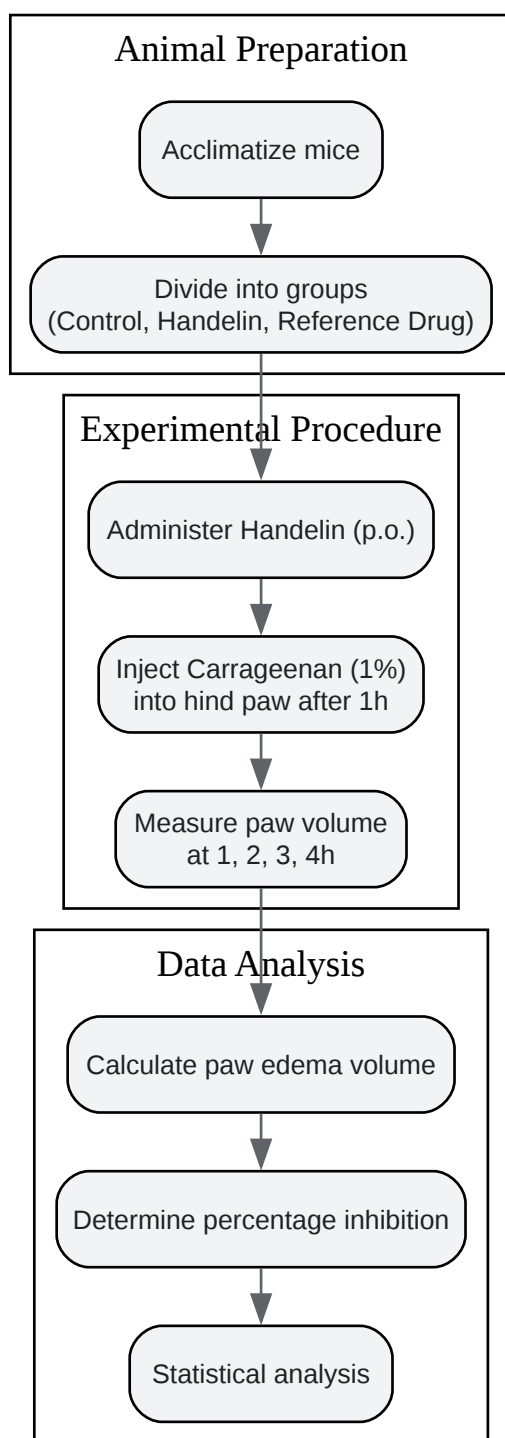 Animal Preparation
Acclimatize mice
Divide into groups
(Control, Handelin, Reference Drug)
Experimental Procedure
Administer Handelin (p.o.)
Inject Carrageenan (1%)
into hind paw after 1h
Measure paw volume
at 1, 2, 3, 4h
Data Analysis
Calculate paw edema volume
Determine percentage inhibition
Statistical analysis